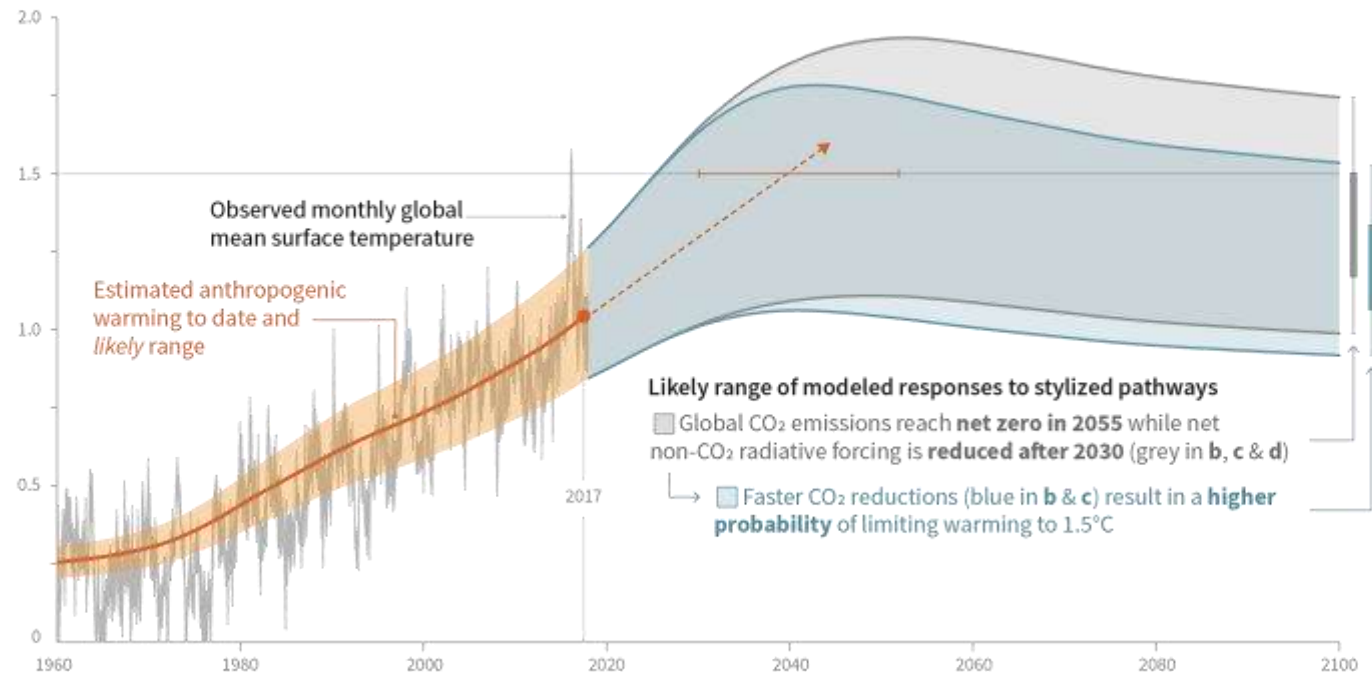 2.0
1.5
1.0
0.5
0
Observed monthly global
mean surface temperature
Estimated anthropogenic
warming to date and
likely range
2017
Likely range of modeled responses to stylized pathways
Global CO₂ emissions reach net zero in 2055 while net
non-CO₂ radiative forcing is reduced after 2030 (grey in b, c & d)
Faster CO₂ reductions (blue in b & c) result in a higher
probability of limiting warming to 1.5°C
1960 1980 2000 2020 2040 2060 2080 2100